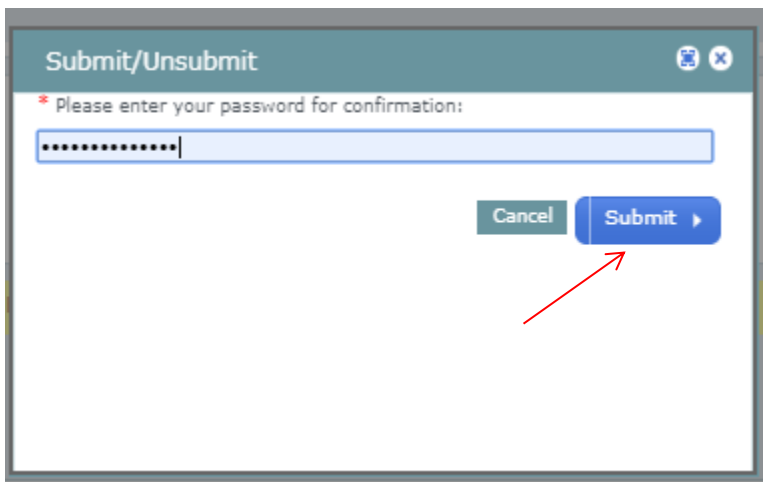 Submit/Unsubmit
* Please enter your password for confirmation:
••••••••••••••
Cancel
Submit